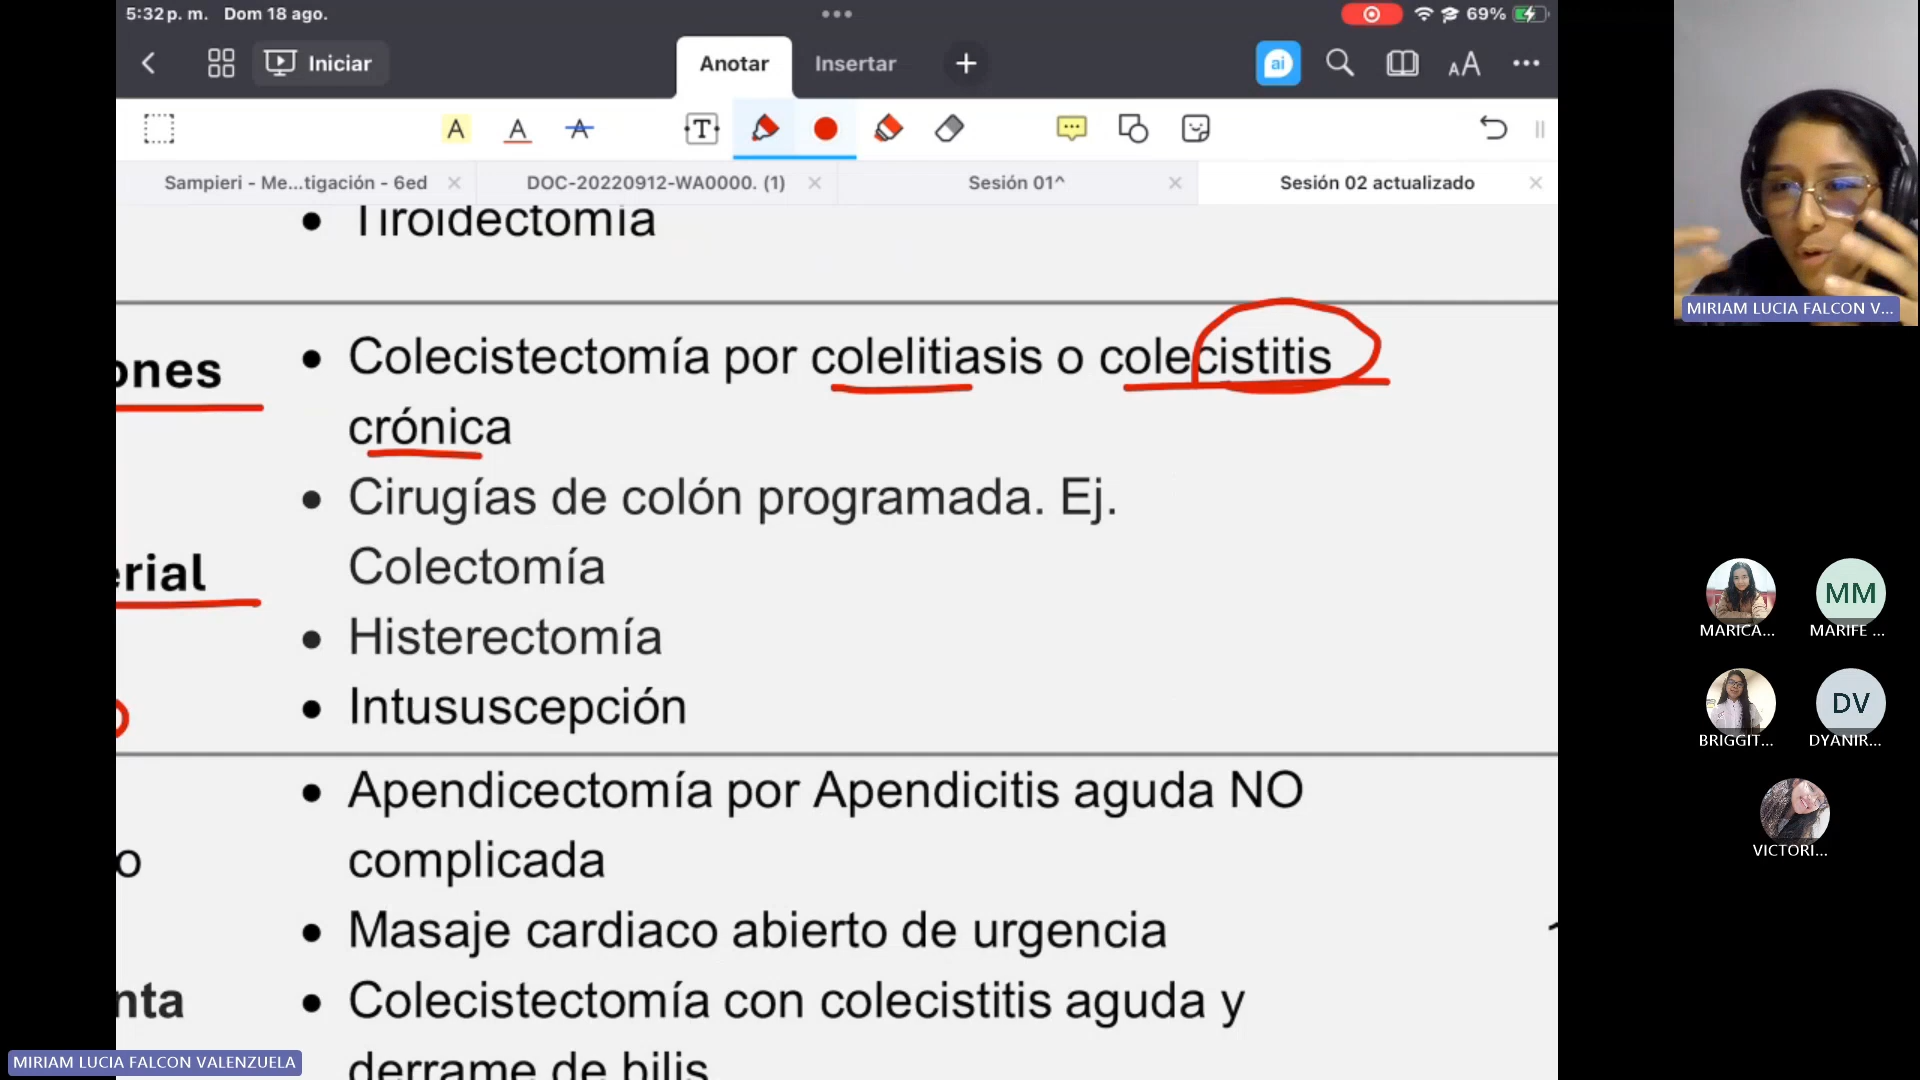 5:32 p. m. Dom 18 ago.
69%
Iniciar
Anotar
Insertar
ai
AA
A A A T
Sampieri - Me...tigación - 6ed
DOC-20220912-WA0000. (1)
Sesión 01^
Sesión 02 actualizado
• Tiroidectomía
ones
• Colecistectomía por colelitiasis o colecistitis
crónica
• Cirugías de colón programada. Ej.
erial
Colectomía
• Histerectomía
• Intususcepción
• Apendicectomía por Apendicitis aguda NO
o
complicada
• Masaje cardiaco abierto de urgencia
nta
• Colecistectomía con colecistitis aguda y
derrame de bilis
MIRIAM LUCIA FALCON V...
MM
MARICA...
MARIFE ...
DV
BRIGGIT...
DYANIR...
VICTORI...
MIRIAM LUCIA FALCON VALENZUELA